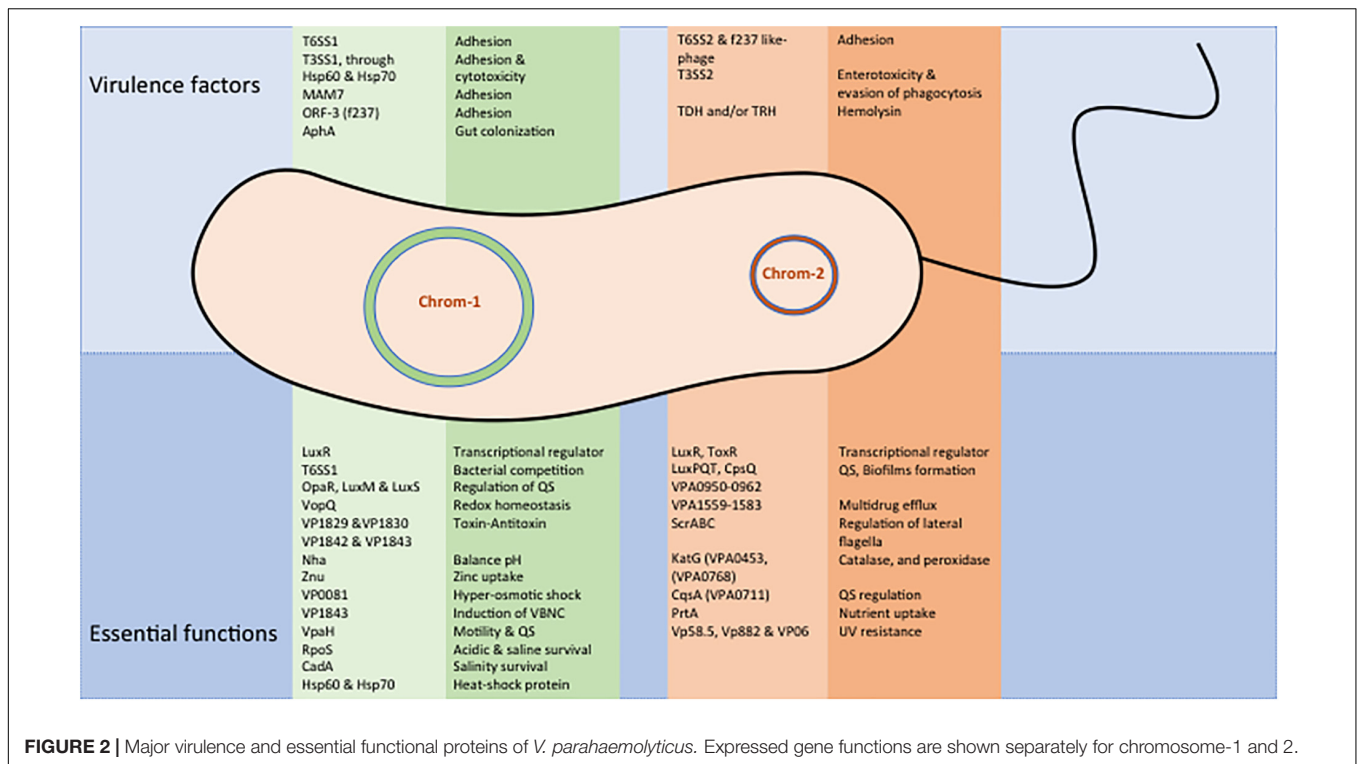 Virulence factors
T6SS1
T3SS1, through
Hsp60 & Hsp70
MAM7
ORF-3 (f237)
AphA
Adhesion
Adhesion &
cytotoxicity
Adhesion
Adhesion
Gut colonization
T6SS2 & f237 like-
phage
T3SS2
TDH and/or TRH
Adhesion
Enterotoxicity &
evasion of phagocytosis
Hemolysin
Chrom-1
Chrom-2
Essential functions
LuxR
T6SS1
OpaR, LuxM & LuxS
VopQ
VP1829 &VP1830
VP1842 & VP1843
Nha
Znu
VP0081
VP1843
VpaH
RpoS
CadA
Hsp60 & Hsp70
Transcriptional regulator
Bacterial competition
Regulation of QS
Redox homeostasis
Toxin-Antitoxin
Balance pH
Zinc uptake
Hyper-osmotic shock
Induction of VBNC
Motility & QS
Acidic & saline survival
Salinity survival
Heat-shock protein
LuxR, ToxR
LuxPQT, CpsQ
VPA0950-0962
VPA1559-1583
ScrABC
KatG (VPA0453,
(VPA0768)
CqsA (VPA0711)
PrtA
Vp58.5, Vp882 & VP06
Transcriptional regulator
QS, Biofilms formation
Multidrug efflux
Regulation of lateral
flagella
Catalase, and peroxidase
QS regulation
Nutrient uptake
UV resistance
FIGURE 2 | Major virulence and essential functional proteins of V. parahaemolyticus. Expressed gene functions are shown separately for chromosome-1 and 2.